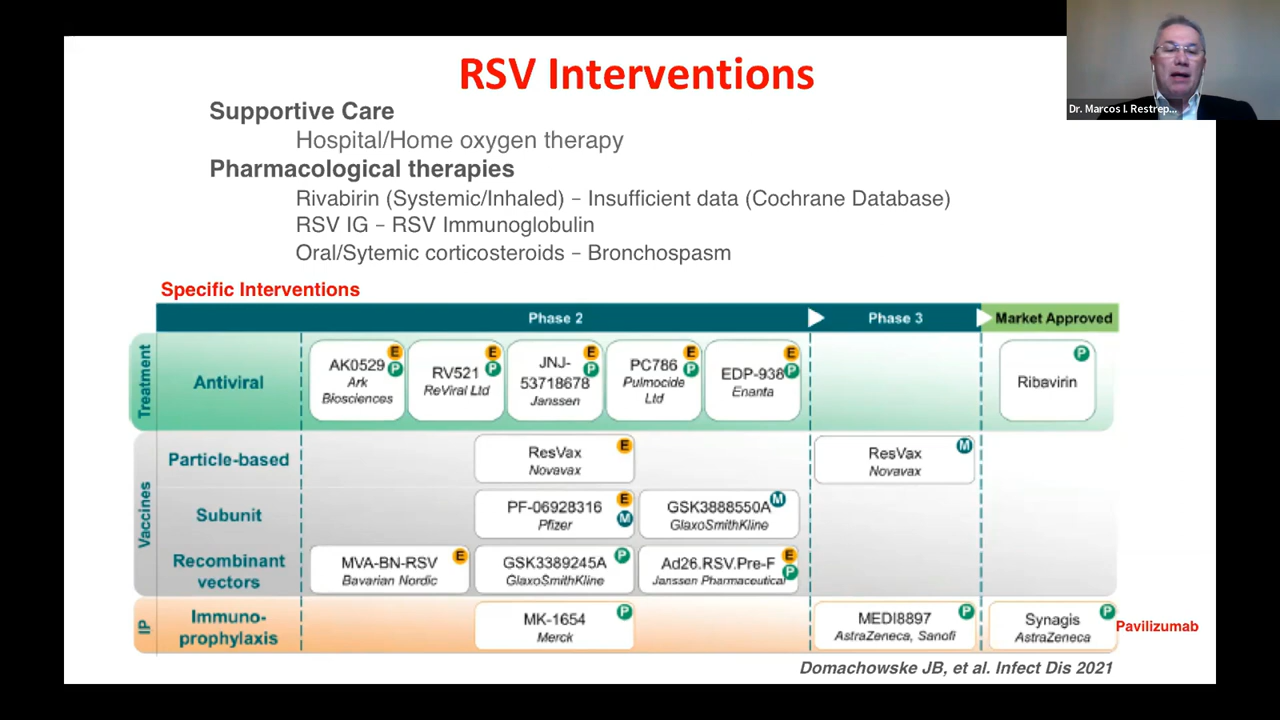 RSV Interventions
Dr. Marcos I. Restrep...
Supportive Care
Hospital/Home oxygen therapy
Pharmacological therapies
Rivabirin (Systemic/Inhaled) – Insufficient data (Cochrane Database)
RSV IG – RSV Immunoglobulin
Oral/Sytemic corticosteroids – Bronchospasm
Specific Interventions
Phase 2
Phase 3
Market Approved
Treatment
Antiviral
AK0529 E P
Ark
Biosciences
RV521 E P
ReViral Ltd
JNJ-
53718678 E P
Janssen
PC786 E P
Pulmocide
Ltd
EDP-938 E P
Enanta
Ribavirin P
Vaccines
Particle-based
ResVax E
Novavax
ResVax M
Novavax
Subunit
PF-06928316 E M
Pfizer
GSK3888550A M
GlaxoSmithKline
Recombinant
vectors
MVA-BN-RSV E
Bavarian Nordic
GSK3389245A P
GlaxoSmithKline
Ad26.RSV.Pre-F E P
Janssen Pharmaceutical
IP
Immuno-
prophylaxis
MK-1654 P
Merck
MEDI8897 P
AstraZeneca, Sanofi
Synagis P
AstraZeneca
Pavilizumab
Domachowske JB, et al. Infect Dis 2021